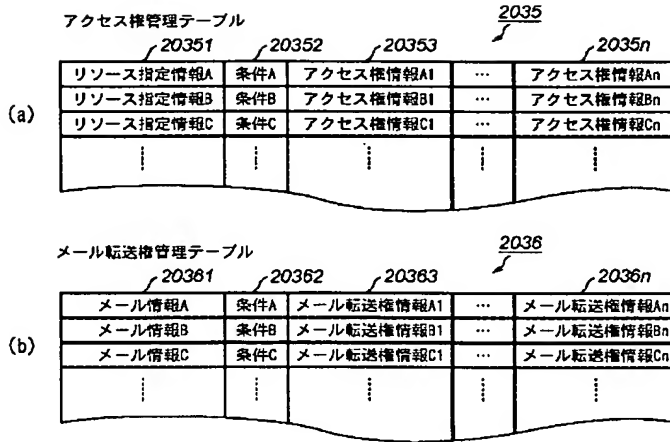 アクセス権管理テーブル
2035
20351 20352 20353 2035n
(a)
リソース指定情報A 条件A アクセス権情報A1 … アクセス権情報An
リソース指定情報B 条件B アクセス権情報B1 … アクセス権情報Bn
リソース指定情報C 条件C アクセス権情報C1 … アクセス権情報Cn
メール転送権管理テーブル
2036
20361 20362 20363 2036n
(b)
メール情報A 条件A メール転送権情報A1 … メール転送権情報An
メール情報B 条件B メール転送権情報B1 … メール転送権情報Bn
メール情報C 条件C メール転送権情報C1 … メール転送権情報Cn